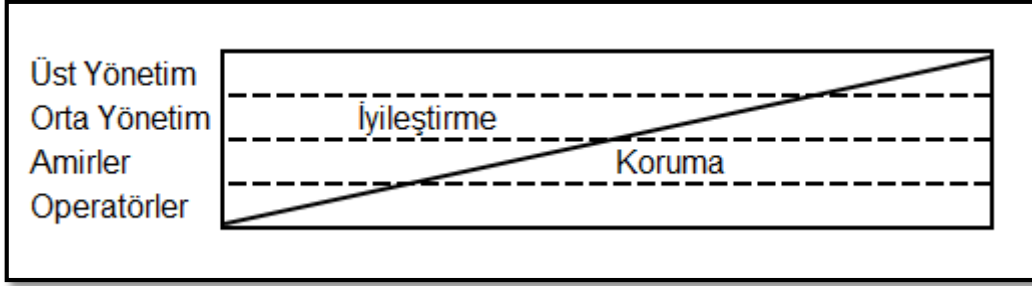 Üst Yönetim
Orta Yönetim İyileştirme
Amirler Koruma
Operatörler